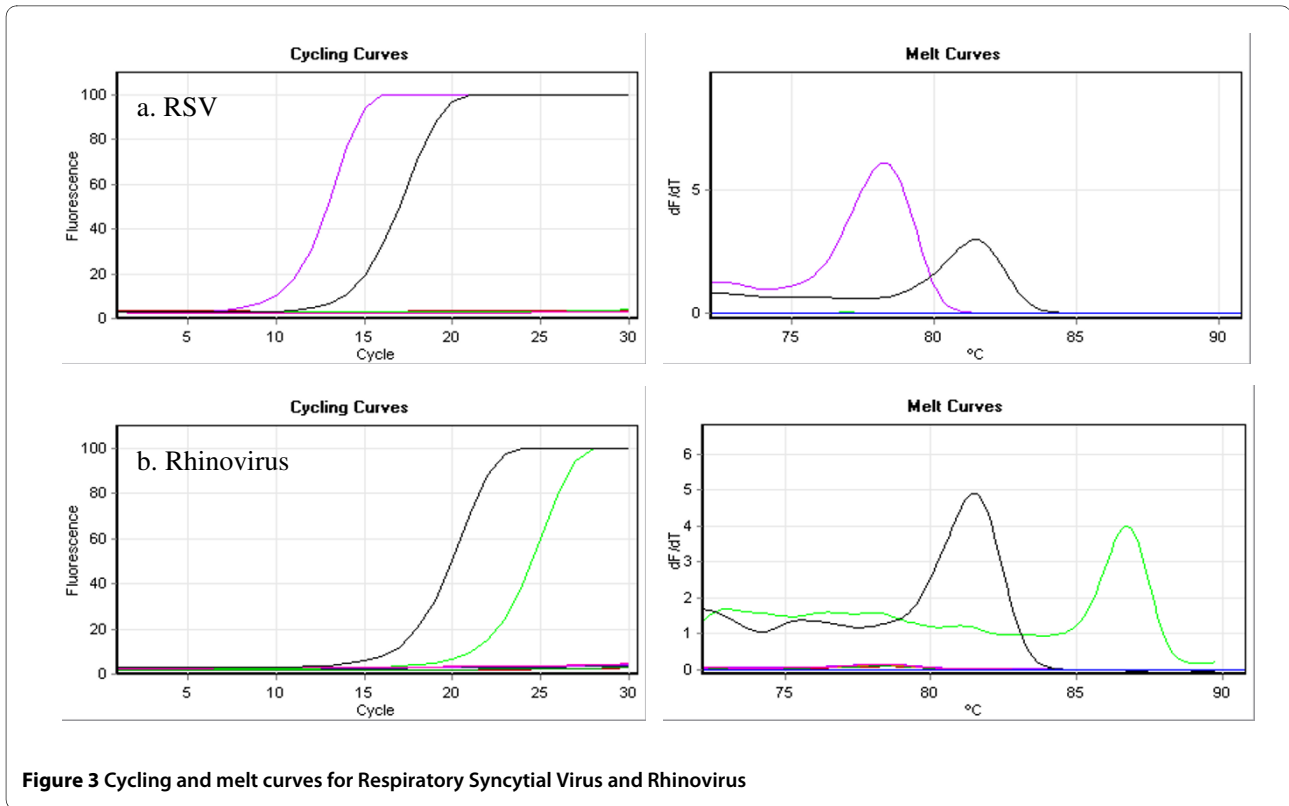 Cycling Curves
a. RSV
Fluorescence
100
80
60
40
20
0
5 10 15 20 25 30
Cycle
Melt Curves
dF/dT
5
0
75 80 85 90
°C
Cycling Curves
b. Rhinovirus
Fluorescence
100
80
60
40
20
0
5 10 15 20 25 30
Cycle
Melt Curves
dF/dT
6
5
4
3
2
1
0
75 80 85 90
°C
Figure 3 Cycling and melt curves for Respiratory Syncytial Virus and Rhinovirus